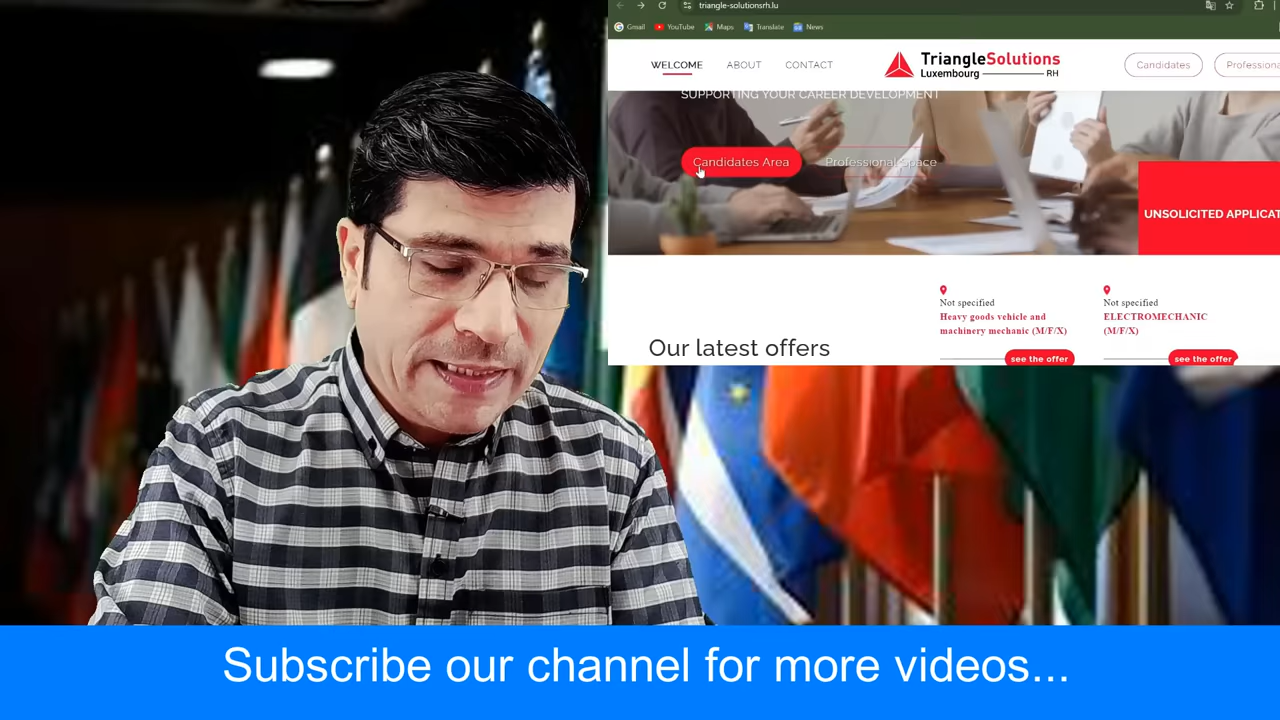 triangle-solutionsrh.lu
Gmail YouTube Maps Translate News
WELCOME ABOUT CONTACT
TriangleSolutions
Luxembourg RH
Candidates
SUPPORTING YOUR CAREER DEVELOPMENT
Candidates Area Professional Space
UNSOLICITED APPLICAT
Our latest offers
Not specified
Heavy goods vehicle and
machinery mechanic (M/F/X)
see the offer
Not specified
ELECTROMECHANIC
(M/F/X)
see the offer
Subscribe our channel for more videos...